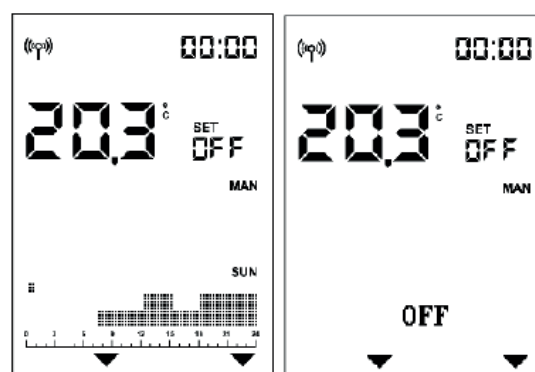 00:00
20.3 °C
SET
OFF
MAN
SUN
0 3 6 9 12 15 18 21 24
00:00
20.3 °C
SET
OFF
MAN
OFF